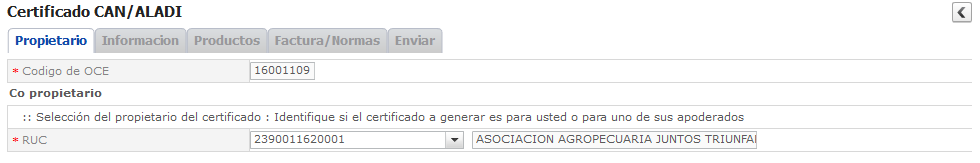 Certificado CAN/ALADI
Propietario Informacion Productos Factura/Normas Enviar
* Codigo de OCE 16001109
Co propietario
:: Selección del propietario del certificado : Identifique si el certificado a generar es para usted o para uno de sus apoderados
* RUC 2390011620001 ASOCIACION AGROPECUARIA JUNTOS TRIUNFA